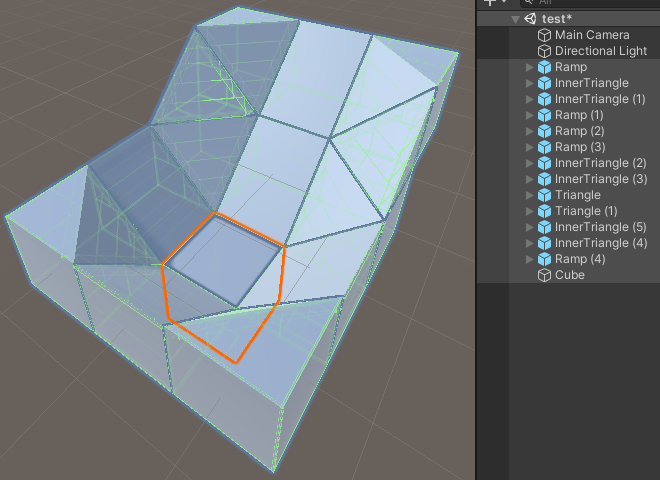 All
test*
Main Camera
Directional Light
Ramp
InnerTriangle
InnerTriangle (1)
Ramp (1)
Ramp (2)
Ramp (3)
InnerTriangle (2)
InnerTriangle (3)
Triangle
Triangle (1)
InnerTriangle (5)
InnerTriangle (4)
Ramp (4)
Cube